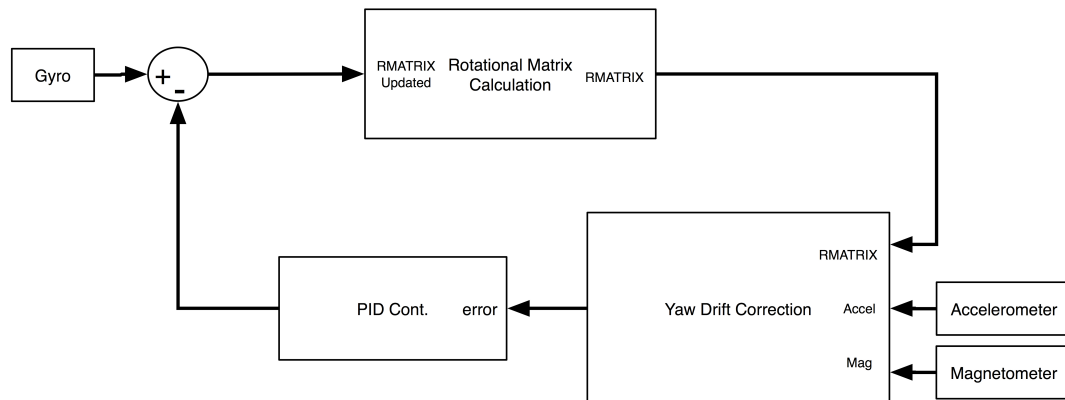 Gyro
+
-
RMATRIX
Updated
Rotational Matrix
Calculation
RMATRIX
RMATRIX
Yaw Drift Correction
Accel
Mag
Accelerometer
Magnetometer
PID Cont.
error